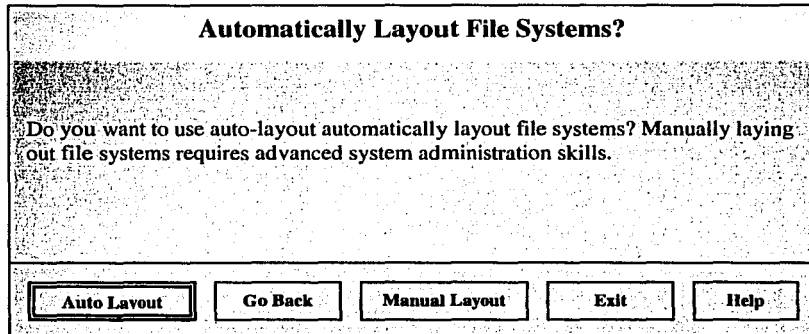 Automatically Layout File Systems?
Do you want to use auto-layout automatically layout file systems? Manually laying
out file systems requires advanced system administration skills.
Auto Layout
Go Back
Manual Layout
Exit
Help